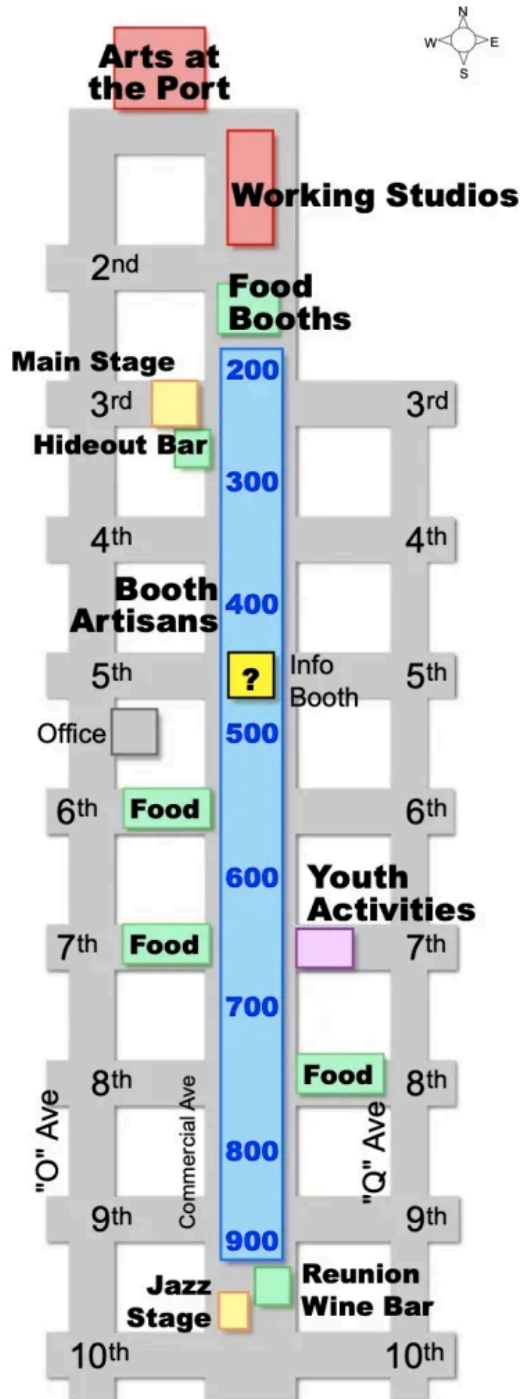 N
W E
S
Arts at
the Port
Working Studios
2nd
Food
Booths
Main Stage
200
3rd
3rd
Hideout Bar
300
4th
4th
Booth
Artisans
400
5th
?
Info
Booth
5th
Office
500
6th
Food
6th
600
Youth
Activities
7th
Food
7th
700
8th
Food
8th
"O" Ave
Commercial Ave
"Q" Ave
800
9th
9th
900
Jazz
Stage
Reunion
Wine Bar
10th
10th